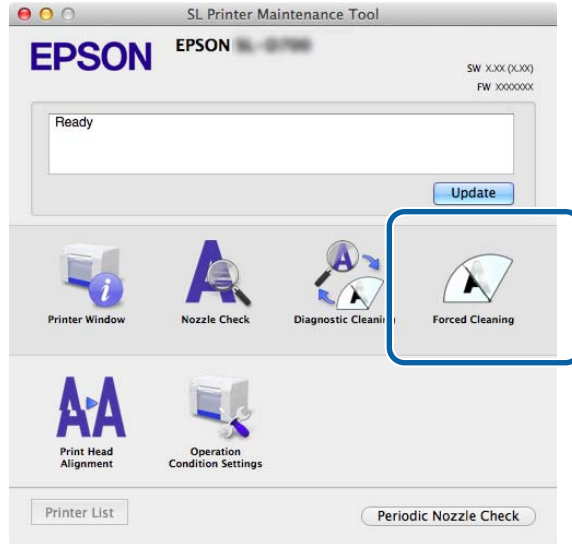 SL Printer Maintenance Tool
EPSON
EPSON
SW X.XX (X.XX)
FW XXXXXXX
Ready
Update
Printer Window
Nozzle Check
Diagnostic Cleaning
Forced Cleaning
Print Head
Alignment
Operation
Condition Settings
Printer List
Periodic Nozzle Check